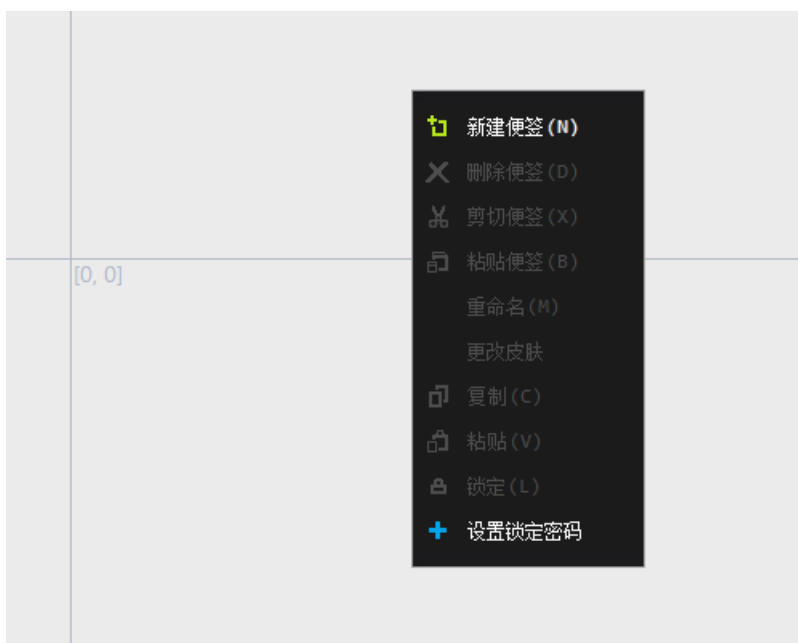 新建便签(N)
删除便签(D)
剪切便签(X)
粘贴便签(B)
[0, 0]
重命名(M)
更改皮肤
复制(C)
粘贴(V)
锁定(L)
设置锁定密码